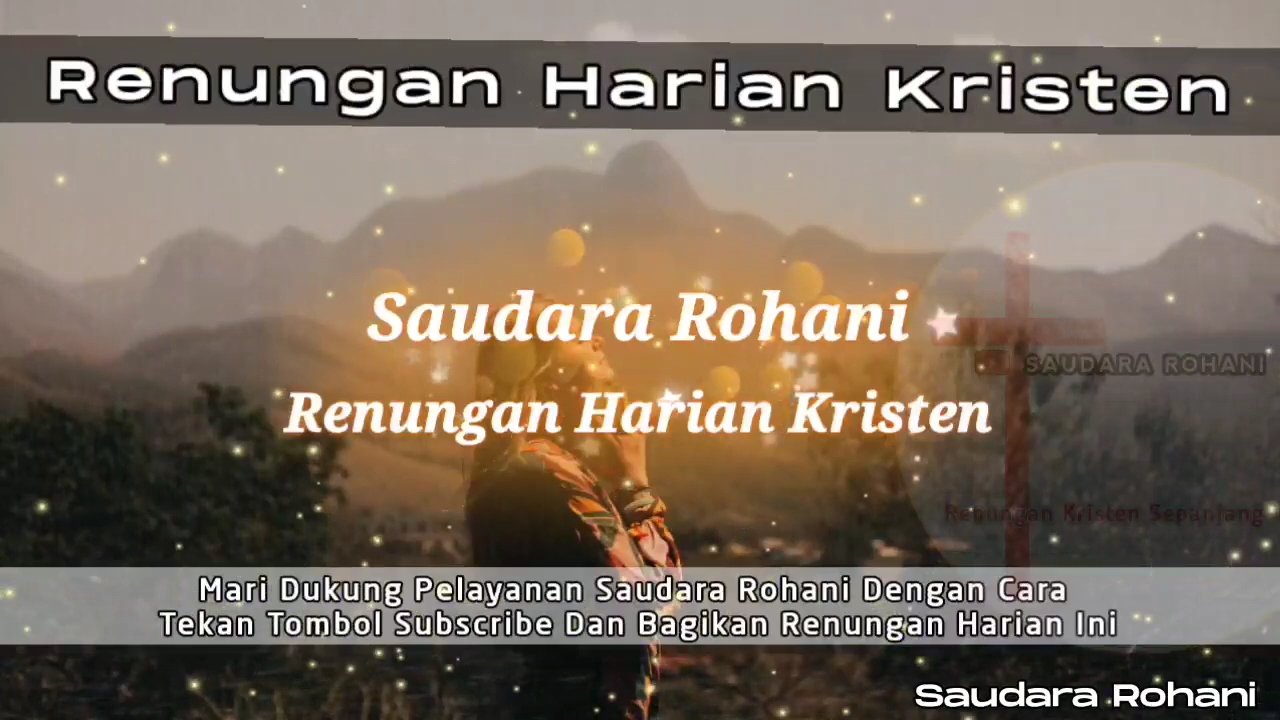 Renungan Harian Kristen
Saudara Rohani
SAUDARA ROHANI
Renungan Harian Kristen
Renungan Kristen Sepanjang
Mari Dukung Pelayanan Saudara Rohani Dengan Cara
Tekan Tombol Subscribe Dan Bagikan Renungan Harian Ini
Saudara Rohani